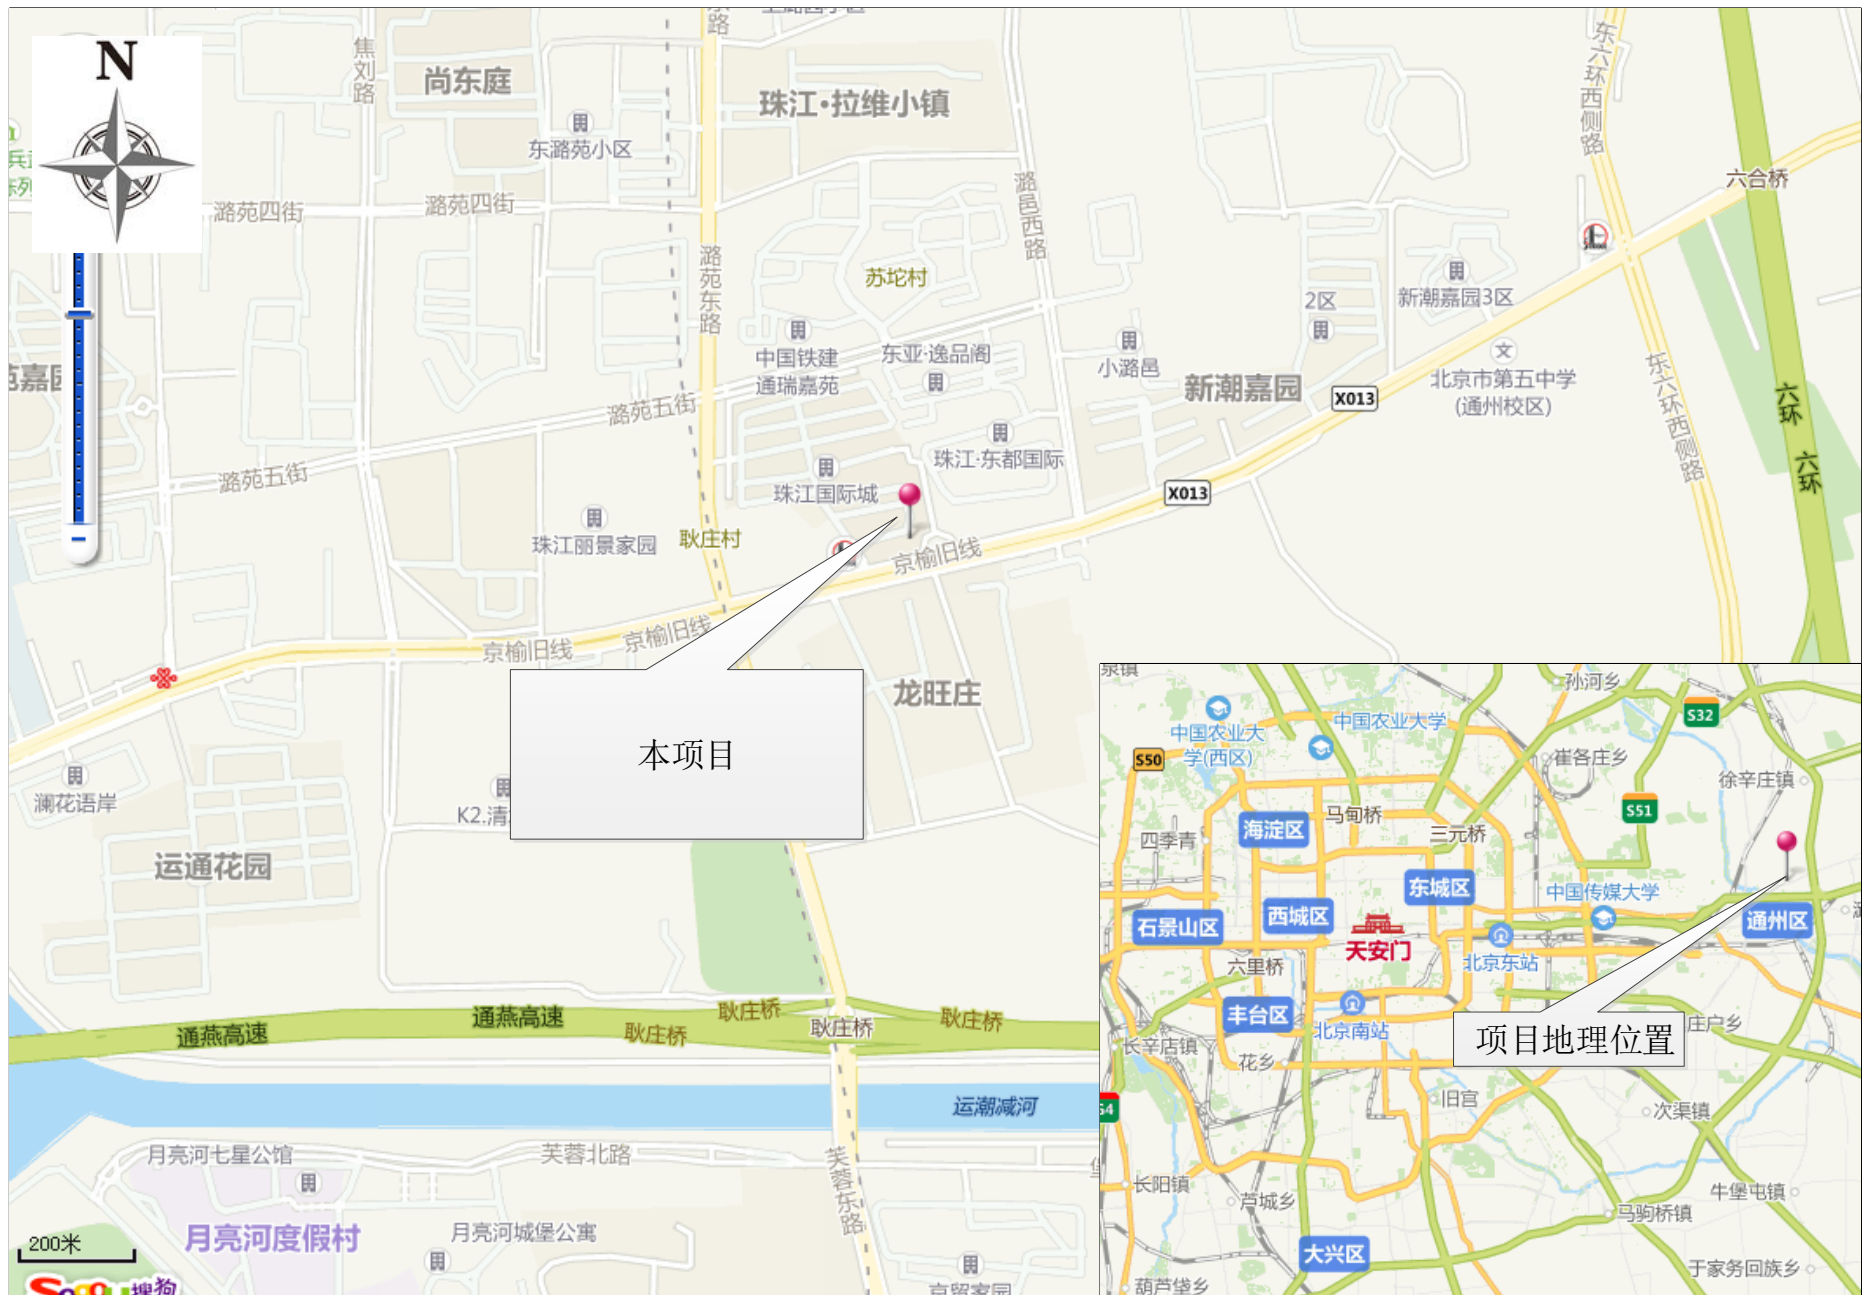 N
焦刘路
尚东庭
东潞苑小区
珠江·拉维小镇
潞苑四街
潞苑四街
潞邑西路
潞苑东路
苏坨村
东六环西侧路
六合桥
2区
新潮嘉园3区
中国铁建
通瑞嘉苑
东亚·逸品阁
小潞邑
新潮嘉园
X013
北京市第五中学
(通州校区)
东六环西侧路
六环
六环
潞苑五街
潞苑五街
珠江·东都国际
珠江国际城
X013
珠江丽景家园
耿庄村
京榆旧线
京榆旧线
京榆旧线
龙旺庄
本项目
澜花语岸
K2.清
运通花园
通燕高速
通燕高速
耿庄桥
耿庄桥
耿庄桥
耿庄桥
运潮减河
月亮河七星公馆
芙蓉北路
芙蓉东路
月亮河度假村
月亮河城堡公寓
京贸家园
200米
搜狗
泉镇
孙河乡
S32
中国农业大
学(西区)
中国农业大学
S50
崔各庄乡
徐辛庄镇
S51
马甸桥
海淀区
三元桥
四季青
东城区
中国传媒大学
西城区
石景山区
天安门
通州区
北京东站
六里桥
丰台区
北京南站
项目地理位置
庄户乡
长辛店镇
花乡
旧宫
次渠镇
长阳镇
芦城乡
牛堡屯镇
马驹桥镇
大兴区
于家务回族乡
葫芦垡乡